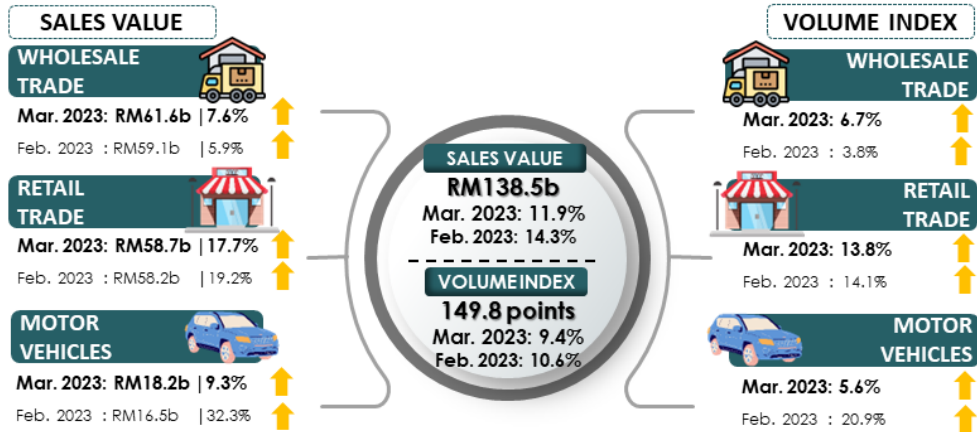 SALES VALUE
WHOLESALE
TRADE
Mar. 2023: RM61.6b |7.6%
Feb. 2023 : RM59.1b |5.9%
RETAIL
TRADE
Mar. 2023: RM58.7b |17.7%
Feb. 2023 : RM58.2b |19.2%
MOTOR
VEHICLES
Mar. 2023: RM18.2b |9.3%
Feb. 2023 : RM16.5b |32.3%
SALES VALUE
RM138.5b
Mar. 2023: 11.9%
Feb. 2023: 14.3%
VOLUME INDEX
149.8 points
Mar. 2023: 9.4%
Feb. 2023: 10.6%
VOLUME INDEX
WHOLESALE
TRADE
Mar. 2023: 6.7%
Feb. 2023 : 3.8%
RETAIL
TRADE
Mar. 2023: 13.8%
Feb. 2023 : 14.1%
MOTOR
VEHICLES
Mar. 2023: 5.6%
Feb. 2023 : 20.9%